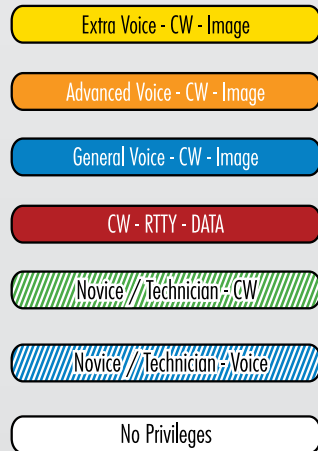 Extra Voice - CW - Image
Advanced Voice - CW - Image
General Voice - CW - Image
CW - RTTY - DATA
Novice / Technician - CW
Novice / Technician - Voice
No Privileges